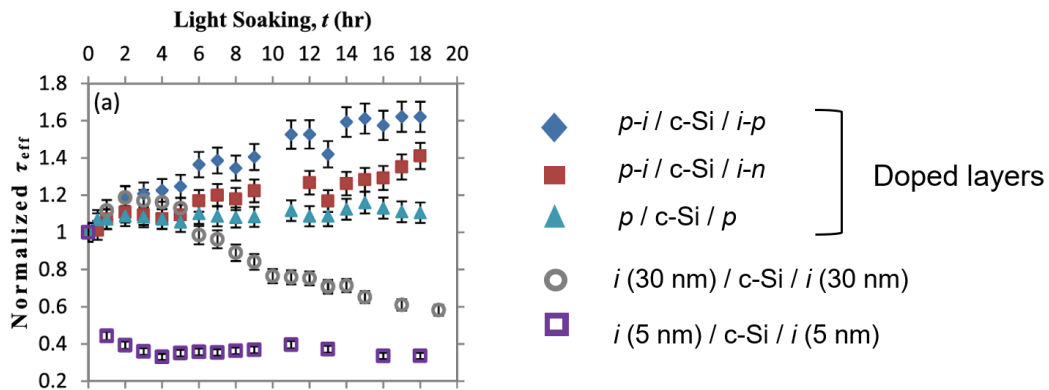 Light Soaking, t (hr)
0 2 4 6 8 10 12 14 16 18 20
Normalized τeff
1.8
1.6
1.4
1.2
1.0
0.8
0.6
0.4
0.2
(a)
p-i / c-Si / i-p
p-i / c-Si / i-n
p / c-Si / p
Doped layers
i (30 nm) / c-Si / i (30 nm)
i (5 nm) / c-Si / i (5 nm)